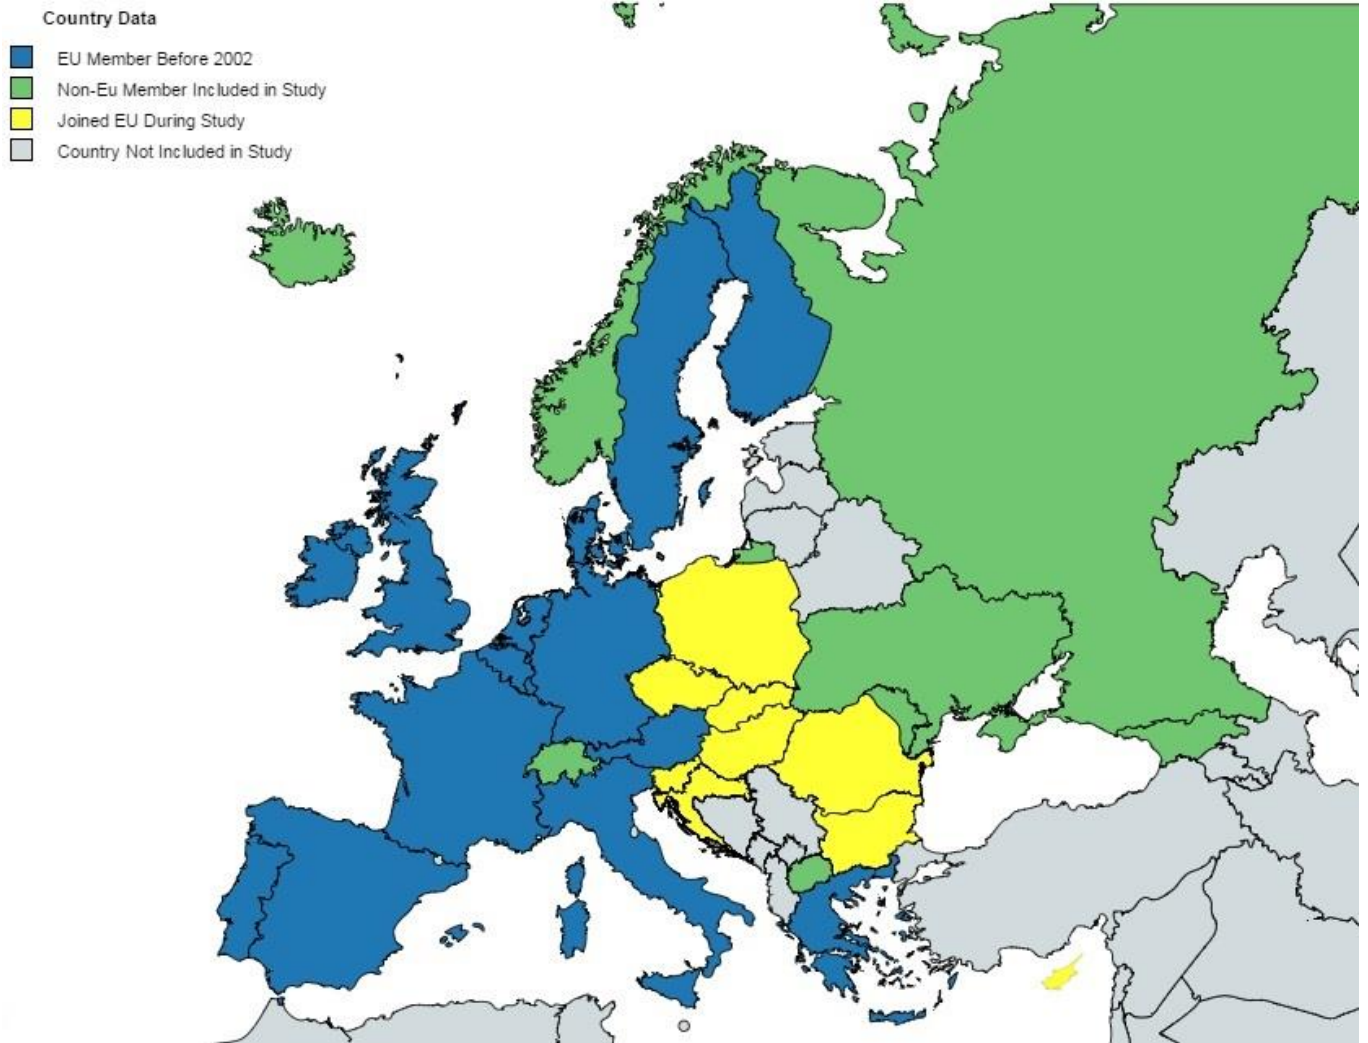 Country Data
EU Member Before 2002
Non-Eu Member Included in Study
Joined EU During Study
Country Not Included in Study